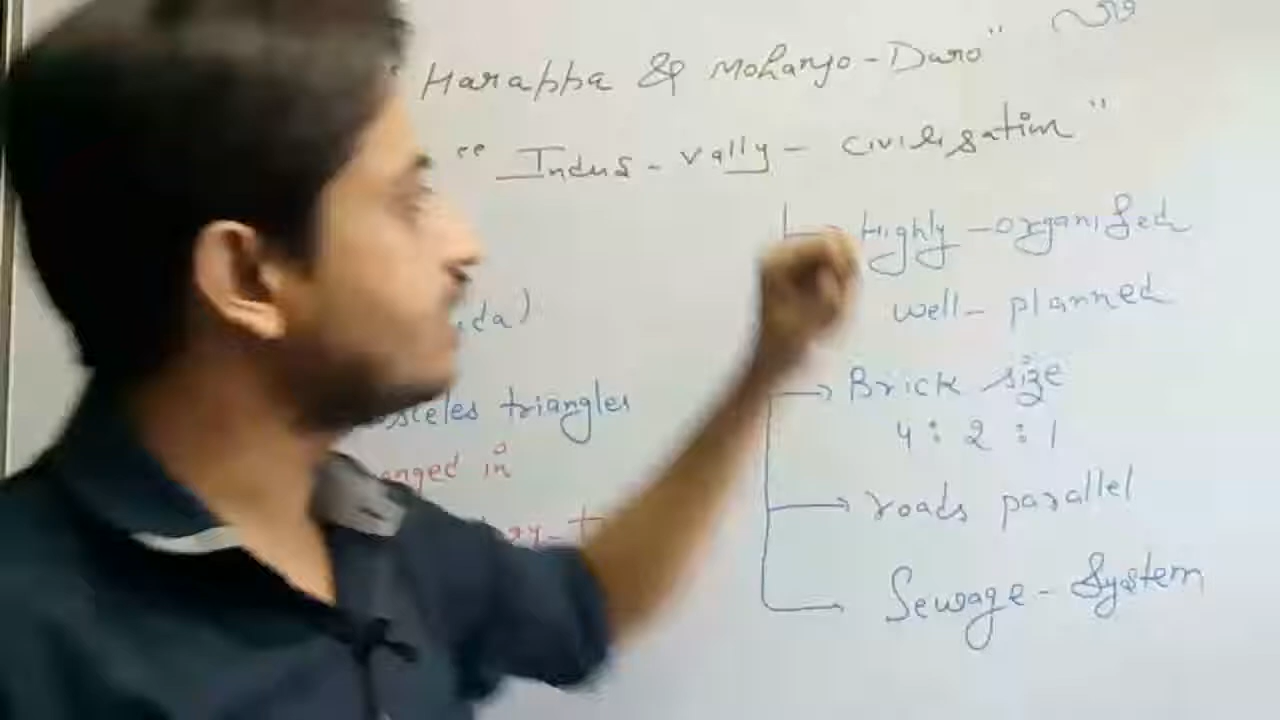 " Harappa & Mohanjo-Daro"
" Indus - vally - civilisation "
Highly - organised
well - planned
Brick size
4 : 2 : 1
roads parallel
Sewage - System
triangles
in